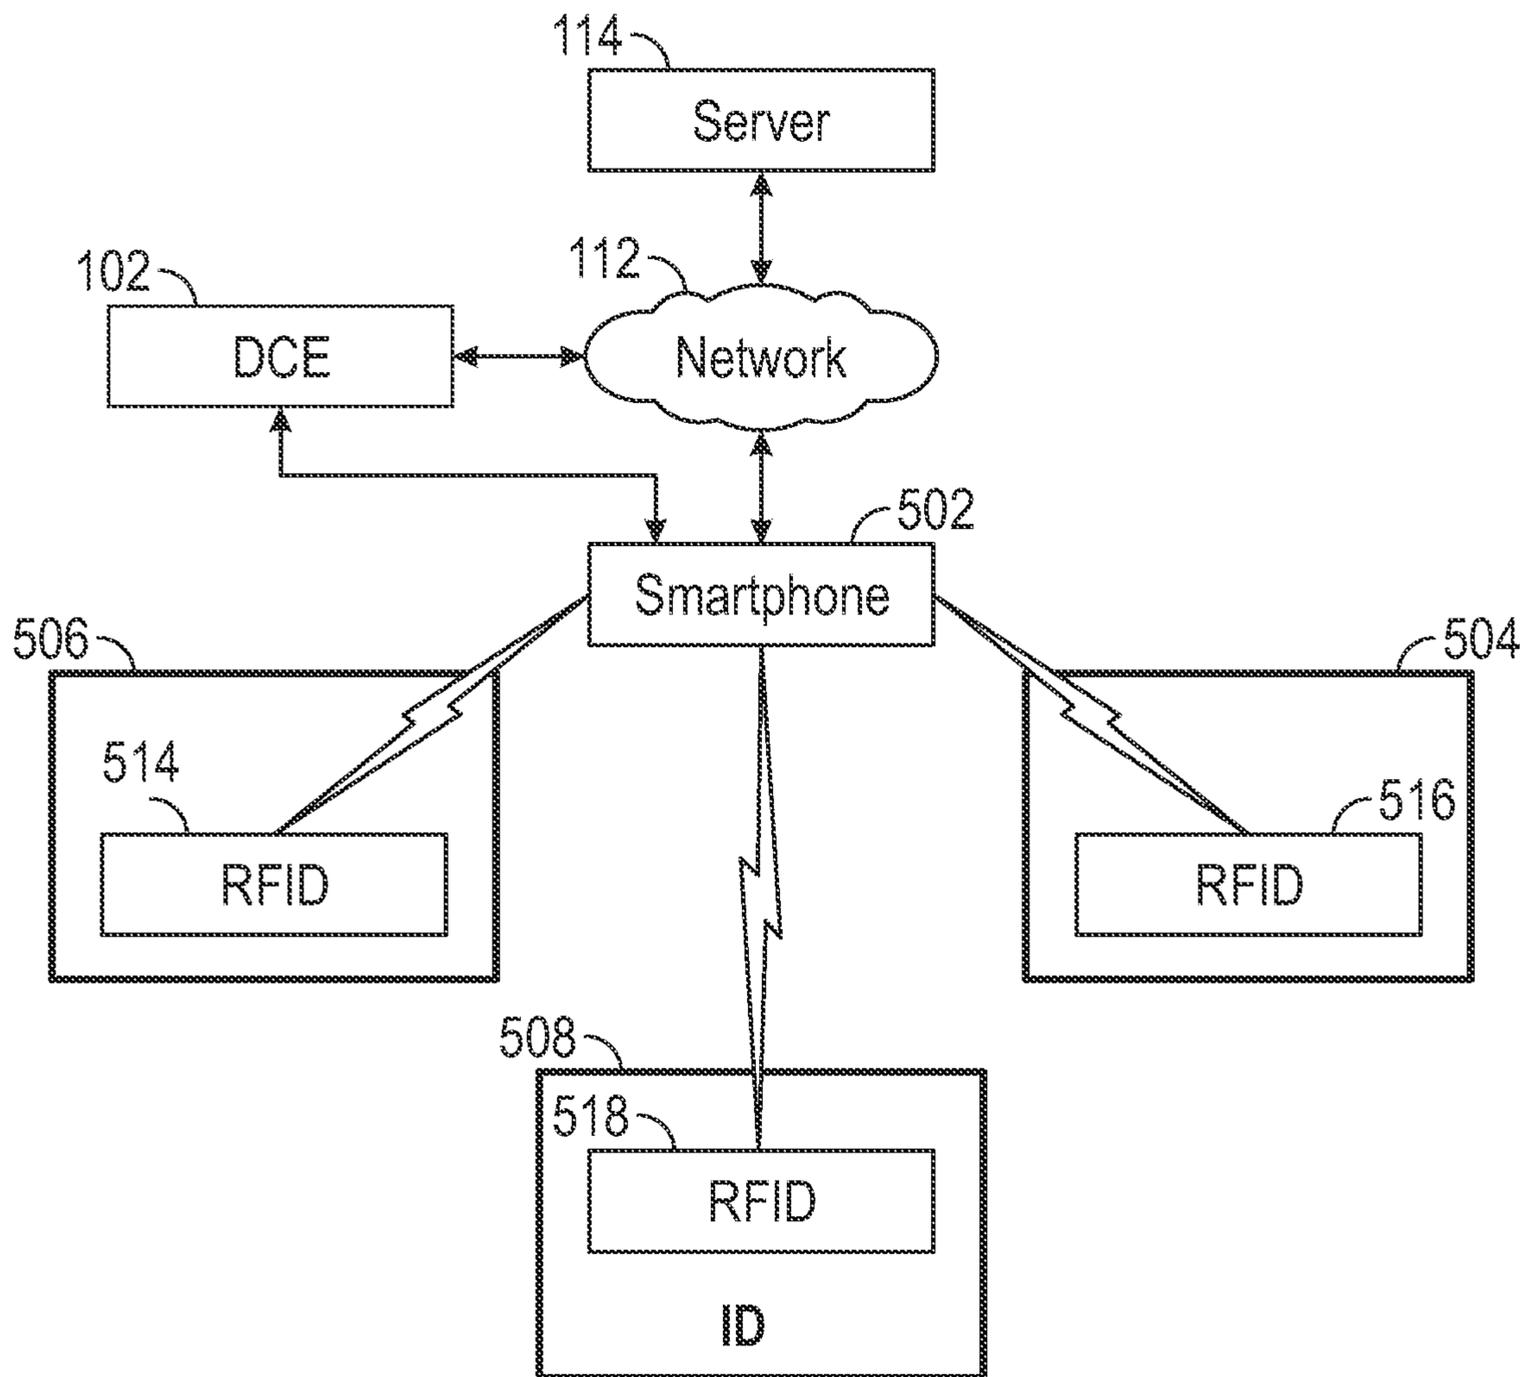 114
Server
112
102
DCE
Network
502
Smartphone
506
504
514
516
RFID
RFID
508
518
RFID
ID